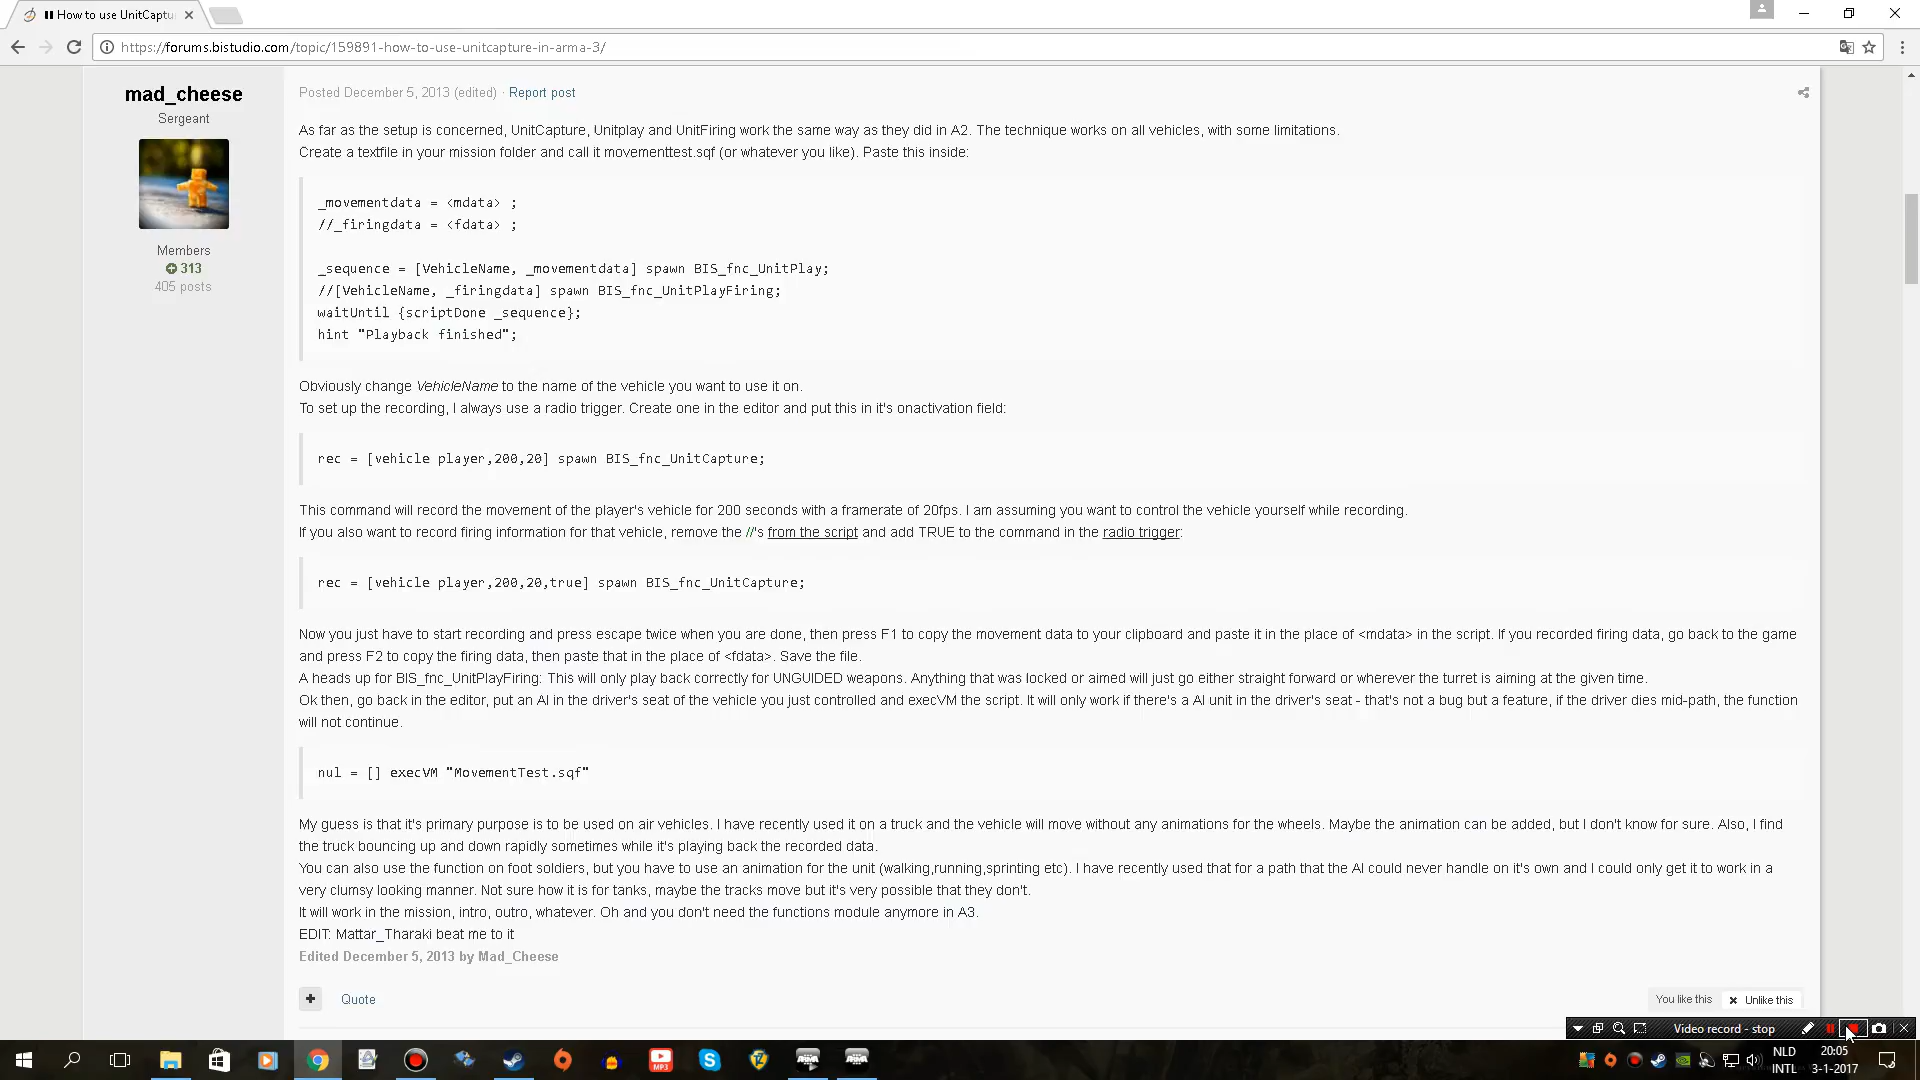 How to use UnitCaptu
https://forums.bistudio.com/topic/159891-how-to-use-unitcapture-in-arma-3/
mad_cheese
Sergeant
Members
313
405 posts
Posted December 5, 2013 (edited) · Report post
As far as the setup is concerned, UnitCapture, Unitplay and UnitFiring work the same way as they did in A2. The technique works on all vehicles, with some limitations.
Create a textfile in your mission folder and call it movementtest.sqf (or whatever you like). Paste this inside:
_movementdata = <mdata> ;
//_firingdata = <fdata> ;
_sequence = [VehicleName, _movementdata] spawn BIS_fnc_UnitPlay;
//[VehicleName, _firingdata] spawn BIS_fnc_UnitPlayFiring;
waitUntil {scriptDone _sequence};
hint "Playback finished";
Obviously change VehicleName to the name of the vehicle you want to use it on.
To set up the recording, I always use a radio trigger. Create one in the editor and put this in it's onactivation field:
rec = [vehicle player,200,20] spawn BIS_fnc_UnitCapture;
This command will record the movement of the player's vehicle for 200 seconds with a framerate of 20fps. I am assuming you want to control the vehicle yourself while recording.
If you also want to record firing information for that vehicle, remove the //'s from the script and add TRUE to the command in the radio trigger:
rec = [vehicle player,200,20,true] spawn BIS_fnc_UnitCapture;
Now you just have to start recording and press escape twice when you are done, then press F1 to copy the movement data to your clipboard and paste it in the place of <mdata> in the script. If you recorded firing data, go back to the game
and press F2 to copy the firing data, then paste that in the place of <fdata>. Save the file.
A heads up for BIS_fnc_UnitPlayFiring: This will only play back correctly for UNGUIDED weapons. Anything that was locked or aimed will just go either straight forward or wherever the turret is aiming at the given time.
Ok then, go back in the editor, put an AI in the driver's seat of the vehicle you just controlled and execVM the script. It will only work if there's a AI unit in the driver's seat - that's not a bug but a feature, if the driver dies mid-path, the function
will not continue.
nul = [] execVM "MovementTest.sqf"
My guess is that it's primary purpose is to be used on air vehicles. I have recently used it on a truck and the vehicle will move without any animations for the wheels. Maybe the animation can be added, but I don't know for sure. Also, I find
the truck bouncing up and down rapidly sometimes while it's playing back the recorded data.
You can also use the function on foot soldiers, but you have to use an animation for the unit (walking,running,sprinting etc). I have recently used that for a path that the AI could never handle on it's own and I could only get it to work in a
very clumsy looking manner. Not sure how it is for tanks, maybe the tracks move but it's very possible that they don't.
It will work in the mission, intro, outro, whatever. Oh and you don't need the functions module anymore in A3.
EDIT: Mattar_Tharaki beat me to it
Edited December 5, 2013 by Mad_Cheese
Quote
You like this
Unlike this
Video record - stop
MP3
NLD
INTL
20:05
3-1-2017